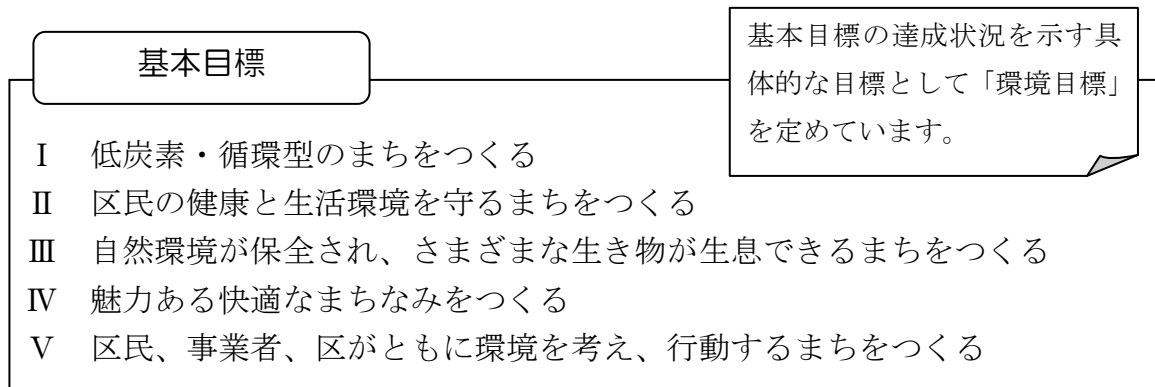 基本目標
基本目標の達成状況を示す具
体的な目標として「環境目標」
を定めています。
Ⅰ 低炭素・循環型のまちをつくる
Ⅱ 区民の健康と生活環境を守るまちをつくる
Ⅲ 自然環境が保全され、さまざまな生き物が生息できるまちをつくる
Ⅳ 魅力ある快適なまちなみをつくる
Ⅴ 区民、事業者、区がともに環境を考え、行動するまちをつくる